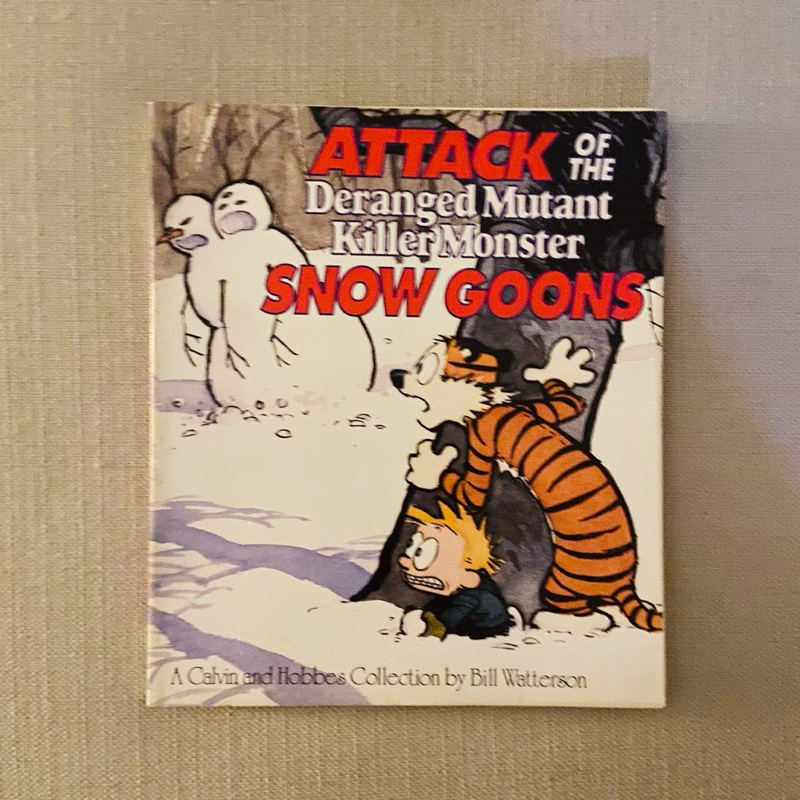 ATTACK OF THE
Deranged Mutant
Killer Monster
SNOW GOONS
A Calvin and Hobbes Collection by Bill Watterson